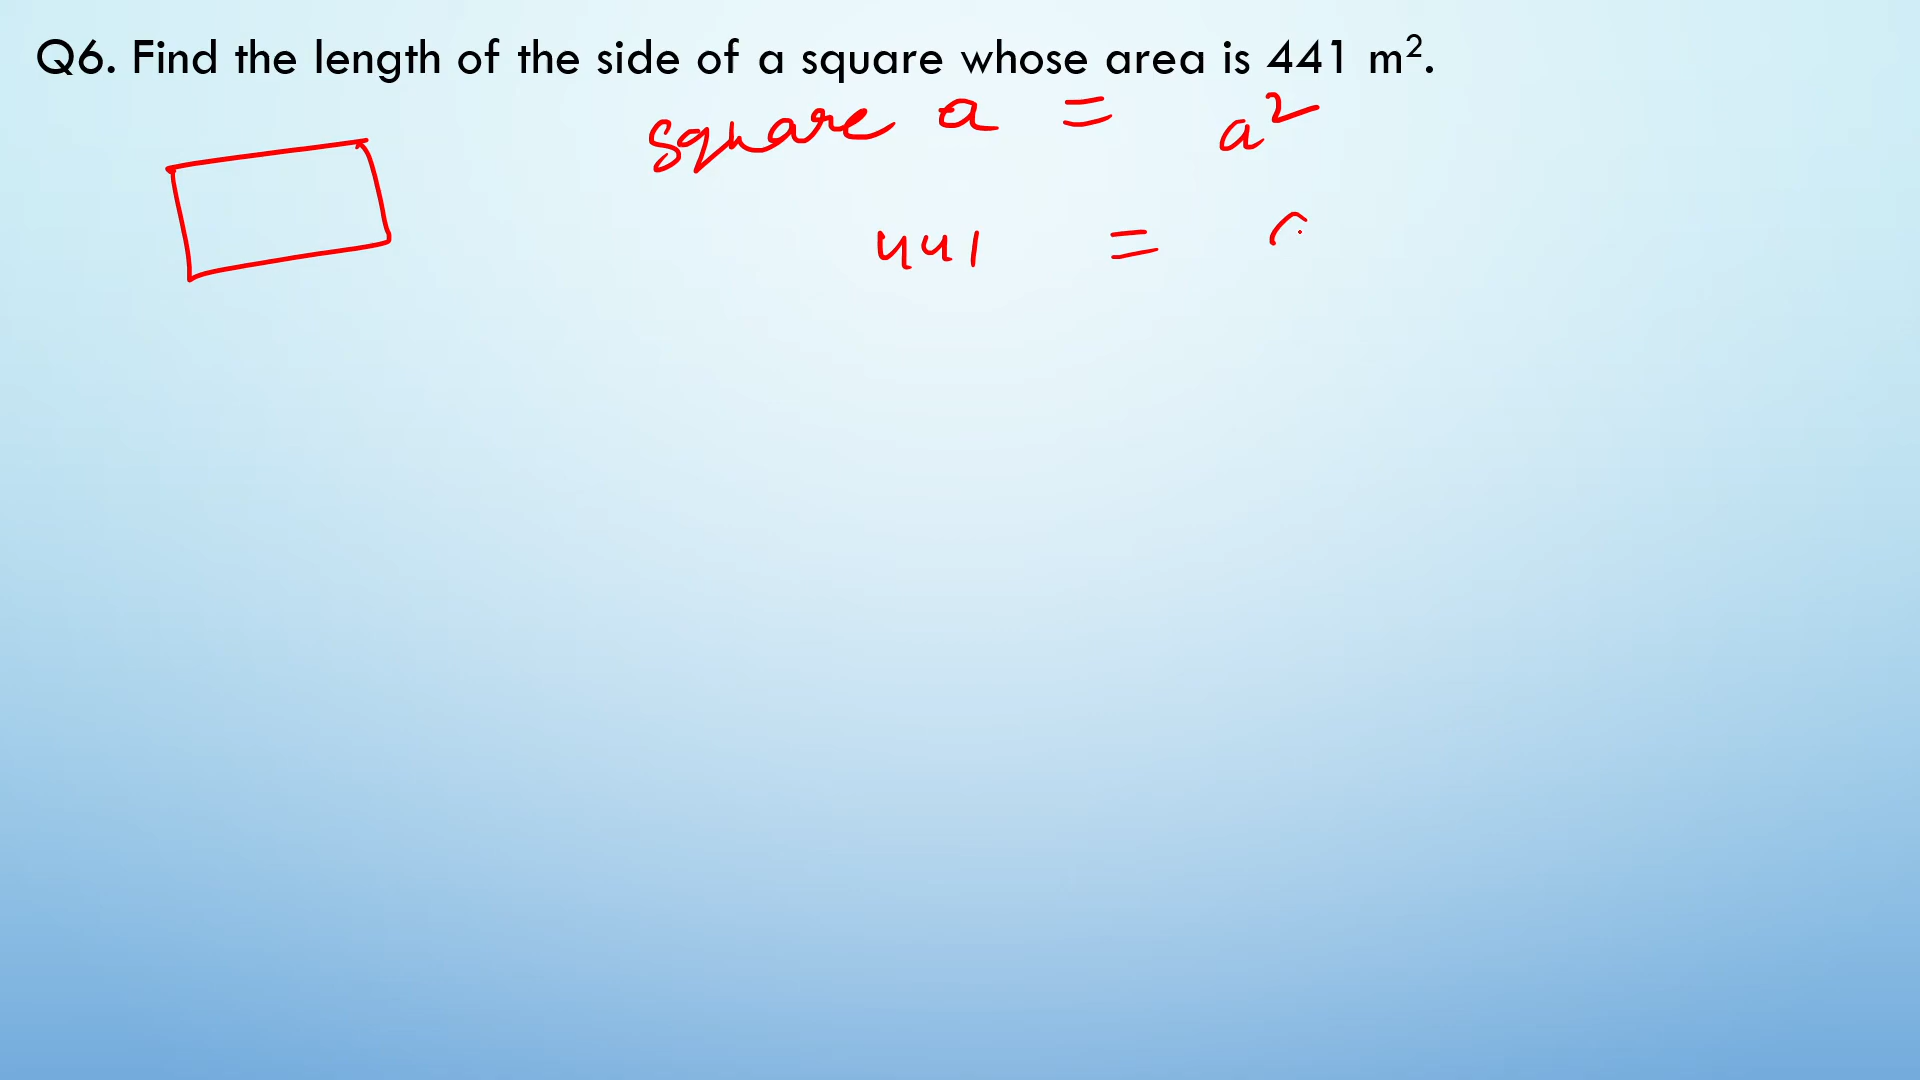 Q6. Find the length of the side of a square whose area is 441 m².
square a = a²
441 =